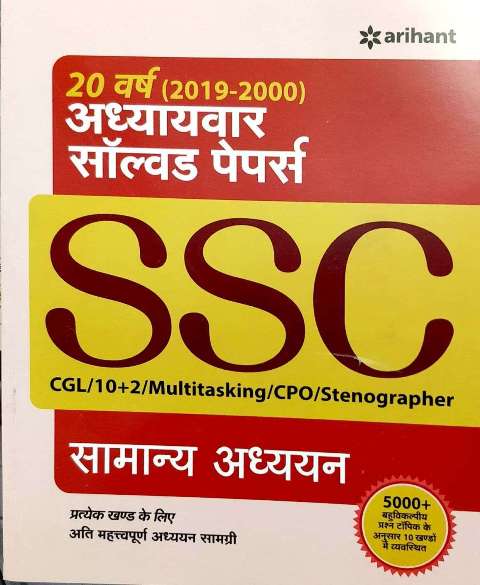 arihant
20 वर्ष (2019-2000)
अध्यायवार
सॉल्वड पेपर्स
SSC
CGL/10+2/Multitasking/CPO/Stenographer
सामान्य अध्ययन
प्रत्येक खण्ड के लिए
अति महत्त्वपूर्ण अध्ययन सामग्री
5000+
बहुविकल्पीय
प्रश्न टॉपिक के
अनुसार 10 खण्डों
में व्यवस्थित